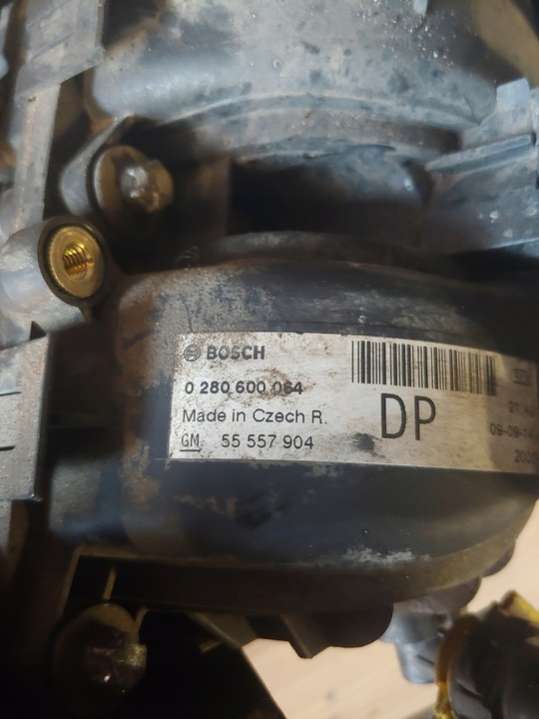 BOSCH
0 280 600 064
Made in Czech R.
DP
GM 55 557 904